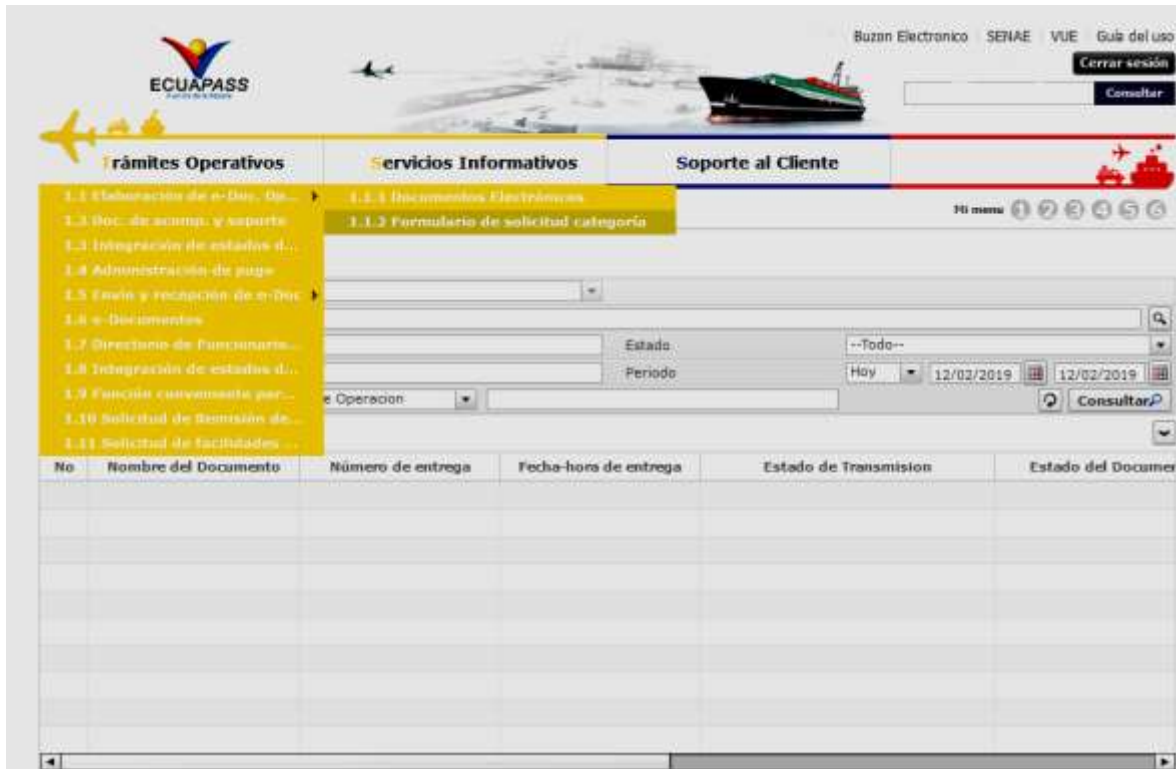 Buzon Electronico SENAE VUE Guia del uso
Cerrar sesión
Consultar
ECUAPASS
Trámites Operativos Servicios Informativos Soporte al Cliente
1.1 Elaboración de e-Doc. Op... 1.1.1 Documentos Electrónicos
1.1.2 Formulario de solicitud categoría
Mi menu 1 2 3 4 5 6
Doc. de acomp. y soporte
Integración de estados d...
1.4 Administración de pago
1.5 Envío y recepción de e-Doc
1.6 e-Documentos
1.7 Directorio de Funcionario... Estado --Todo--
1.8 Integración de estados d... Periodo Hoy 12/02/2019 12/02/2019
1.9 Función conveniente par... e Operacion Consultar
1.10 Solicitud de Remisión de...
1.11 Solicitud de facilidades ...
No Nombre del Documento Número de entrega Fecha-hora de entrega Estado de Transmision Estado del Documen